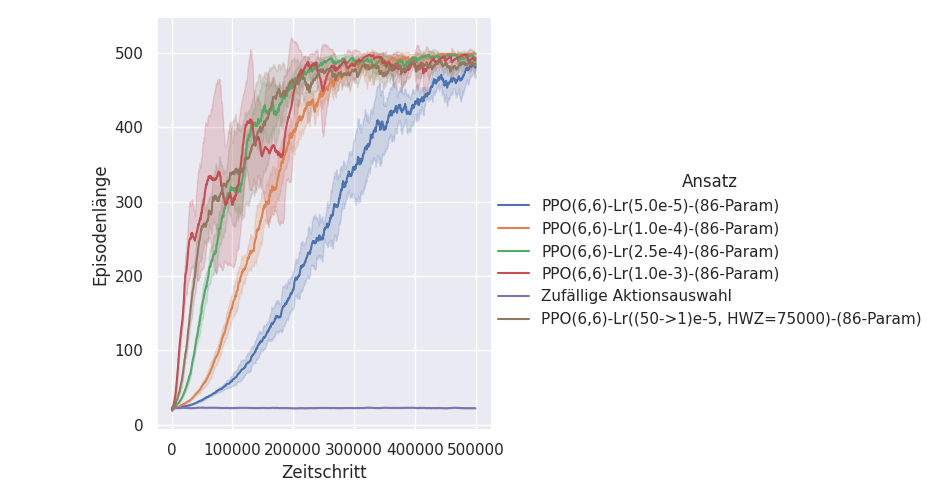 500
400
300
200
100
0
Episodenlänge
0
100000
200000
300000
400000
500000
Zeitschritt
Ansatz
PPO(6,6)-Lr(5.0e-5)-(86-Param)
PPO(6,6)-Lr(1.0e-4)-(86-Param)
PPO(6,6)-Lr(2.5e-4)-(86-Param)
PPO(6,6)-Lr(1.0e-3)-(86-Param)
Zufällige Aktionsauswahl
PPO(6,6)-Lr((50->1)e-5, HWZ=75000)-(86-Param)